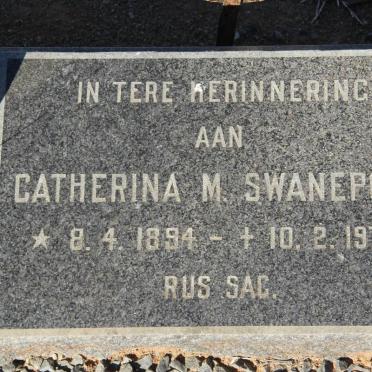 IN TERE HERINNERING
AAN
CATHERINA M. SWANEPO
★ 8. 4. 1894 - + 10. 2. 19
RUS SAG.